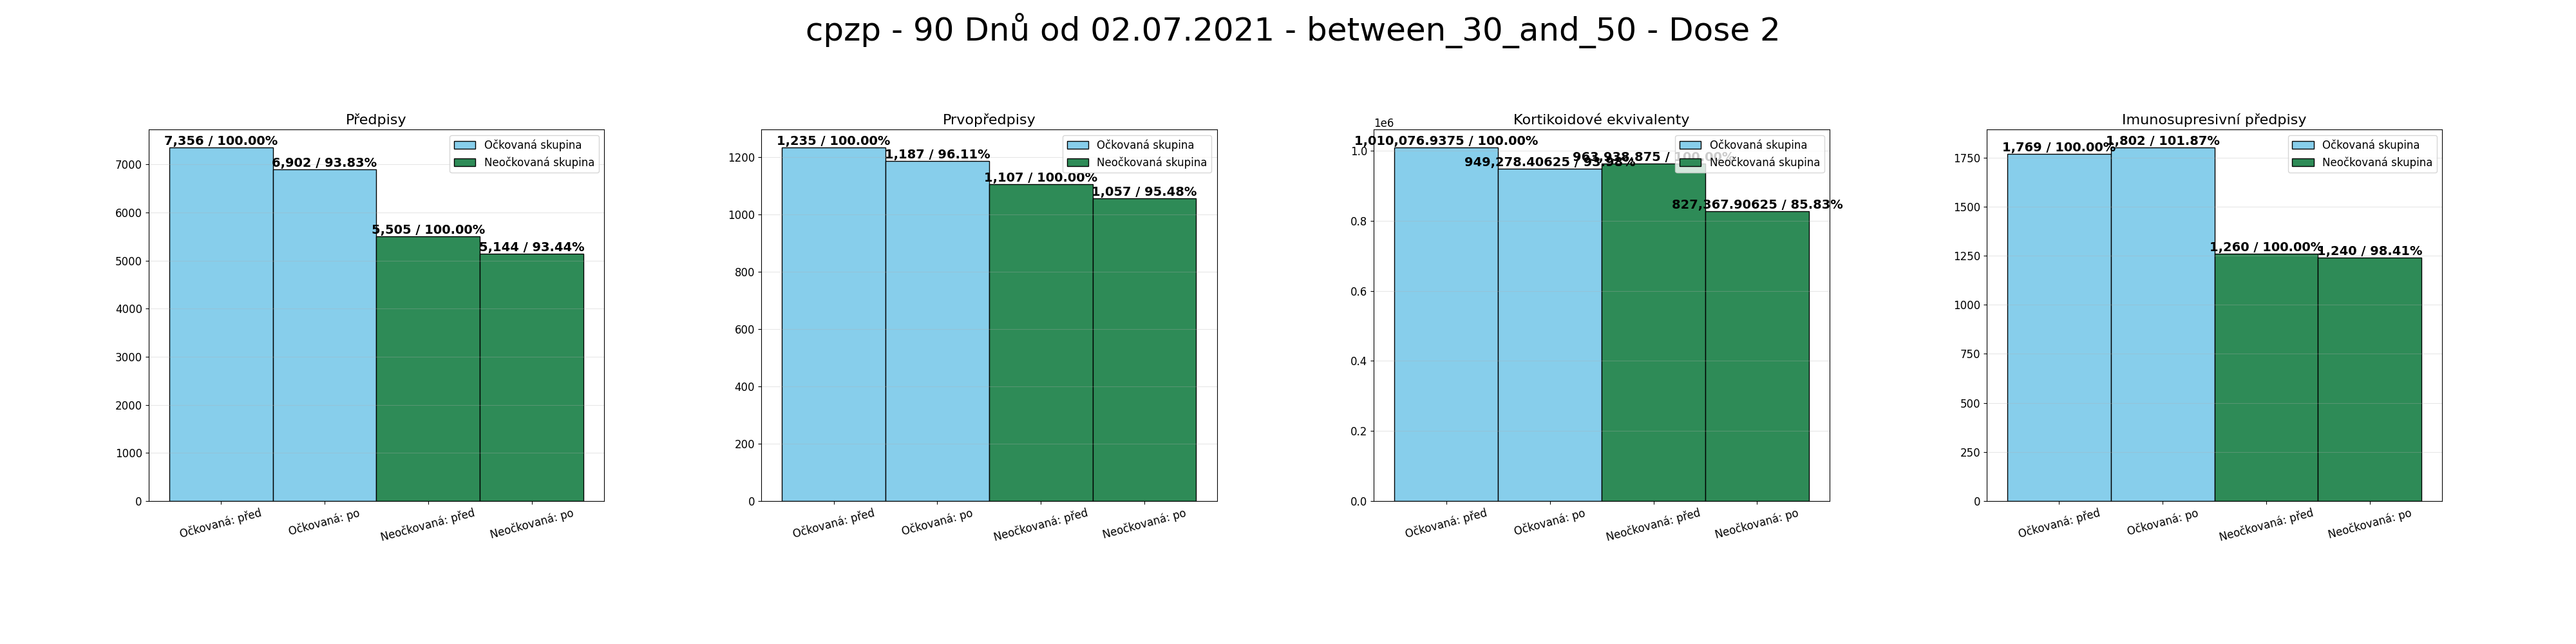 cpzp - 90 Dnů od 02.07.2021 - between_30_and_50 - Dose 2
Předpisy
7,356 / 100.00%
6,902 / 93.83%
5,505 / 100.00%
5,144 / 93.44%
Očkovaná skupina
Neočkovaná skupina
7000
6000
5000
4000
3000
2000
1000
0
Očkovaná: před
Očkovaná: po
Neočkovaná: před
Neočkovaná: po
Prvopředpisy
1,235 / 100.00%
1,187 / 96.11%
1,107 / 100.00%
1,057 / 95.48%
Očkovaná skupina
Neočkovaná skupina
1200
1000
800
600
400
200
0
Očkovaná: před
Očkovaná: po
Neočkovaná: před
Neočkovaná: po
Kortikoidové ekvivalenty
1e6
1,010,076.9375 / 100.00%
949,278.40625 / 93.98%
963,938.875 / 100.00%
827,367.90625 / 85.83%
Očkovaná skupina
Neočkovaná skupina
1.0
0.8
0.6
0.4
0.2
0.0
Očkovaná: před
Očkovaná: po
Neočkovaná: před
Neočkovaná: po
Imunosupresivní předpisy
1,769 / 100.00%
1,802 / 101.87%
1,260 / 100.00%
1,240 / 98.41%
Očkovaná skupina
Neočkovaná skupina
1750
1500
1250
1000
750
500
250
0
Očkovaná: před
Očkovaná: po
Neočkovaná: před
Neočkovaná: po